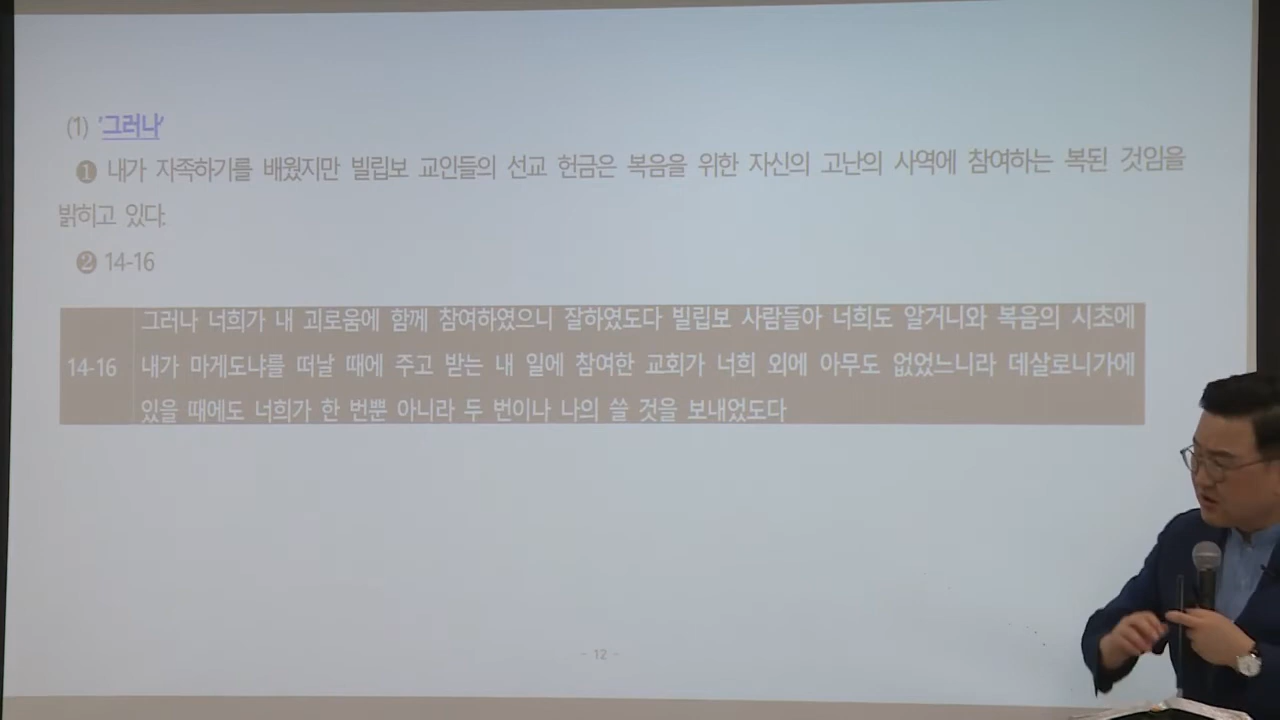 (1) '그러나'
❶ 내가 자족하기를 배웠지만 빌립보 교인들의 선교 헌금은 복음을 위한 자신의 고난의 사역에 참여하는 복된 것임을
밝히고 있다.
❷ 14-16
그러나 너희가 내 괴로움에 함께 참여하였으니 잘하였도다 빌립보 사람들아 너희도 알거니와 복음의 시초에
14-16 내가 마게도냐를 떠날 때에 주고 받는 내 일에 참여한 교회가 너희 외에 아무도 없었느니라 데살로니가에
있을 때에도 너희가 한 번뿐 아니라 두 번이나 나의 쓸 것을 보내었도다
- 12 -